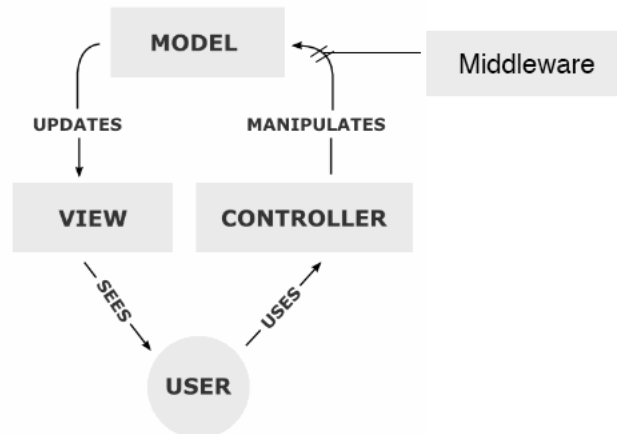 MODEL
Middleware
UPDATES
MANIPULATES
VIEW
CONTROLLER
SEES
USES
USER